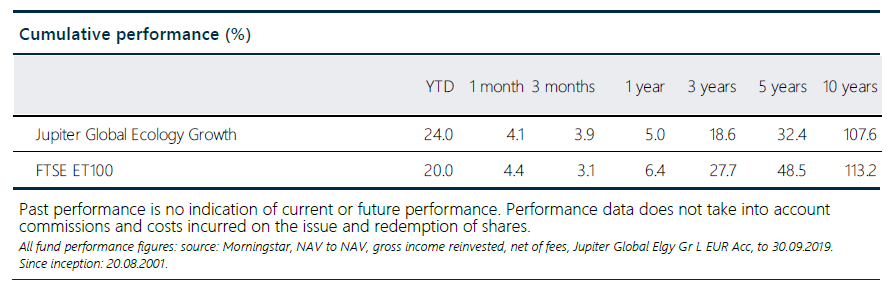 Cumulative performance (%)
YTD 1 month 3 months 1 year 3 years 5 years 10 years
Jupiter Global Ecology Growth 24.0 4.1 3.9 5.0 18.6 32.4 107.6
FTSE ET100 20.0 4.4 3.1 6.4 27.7 48.5 113.2
Past performance is no indication of current or future performance. Performance data does not take into account
commissions and costs incurred on the issue and redemption of shares.
All fund performance figures: source: Morningstar, NAV to NAV, gross income reinvested, net of fees, Jupiter Global Elgy Gr L EUR Acc, to 30.09.2019.
Since inception: 20.08.2001.